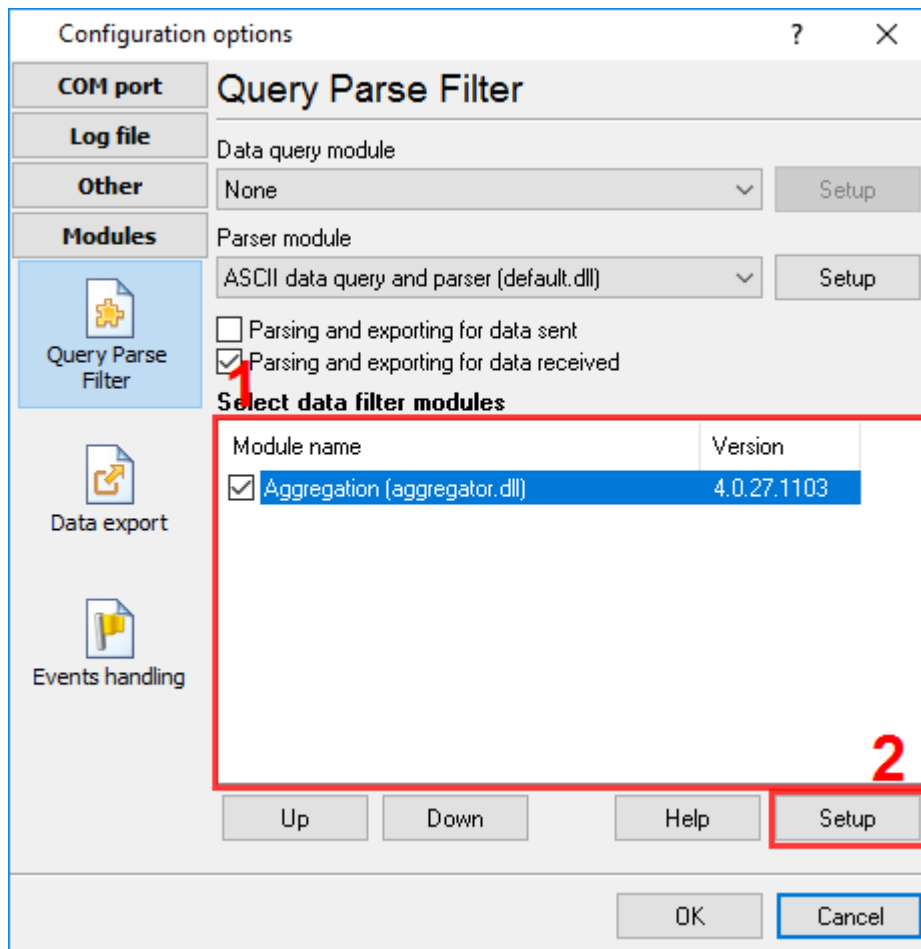 Configuration options
?
COM port
Log file
Other
Modules
Query Parse
Filter
Data export
Events handling
Query Parse Filter
Data query module
None
Setup
Parser module
ASCII data query and parser (default.dll)
Setup
Parsing and exporting for data sent
Parsing and exporting for data received
1
Select data filter modules
Module name
Version
Aggregation (aggregator.dll)
4.0.27.1103
2
Up
Down
Help
Setup
OK
Cancel